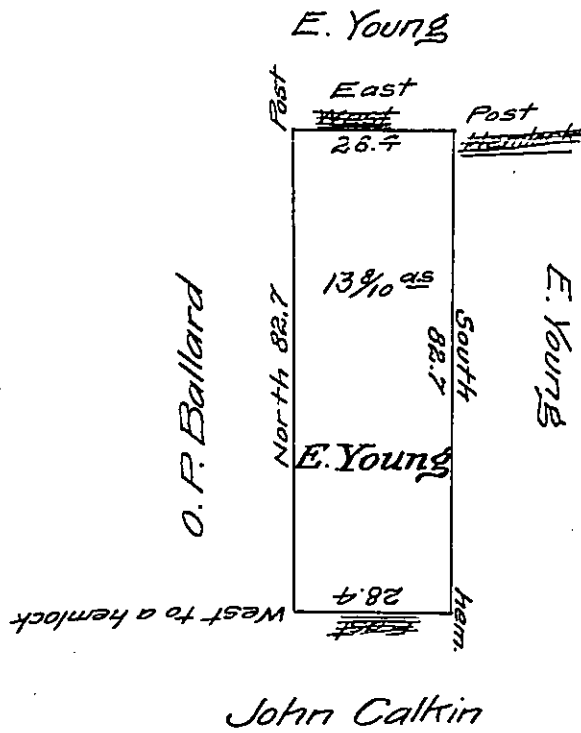 E. Young
Post
East
26.4
Post
13 8/10 as
O. P. Ballard
North 82.7
South
82.7
E. Young
E. Young
28.4
West to a hemlock
hem.
John Calkin